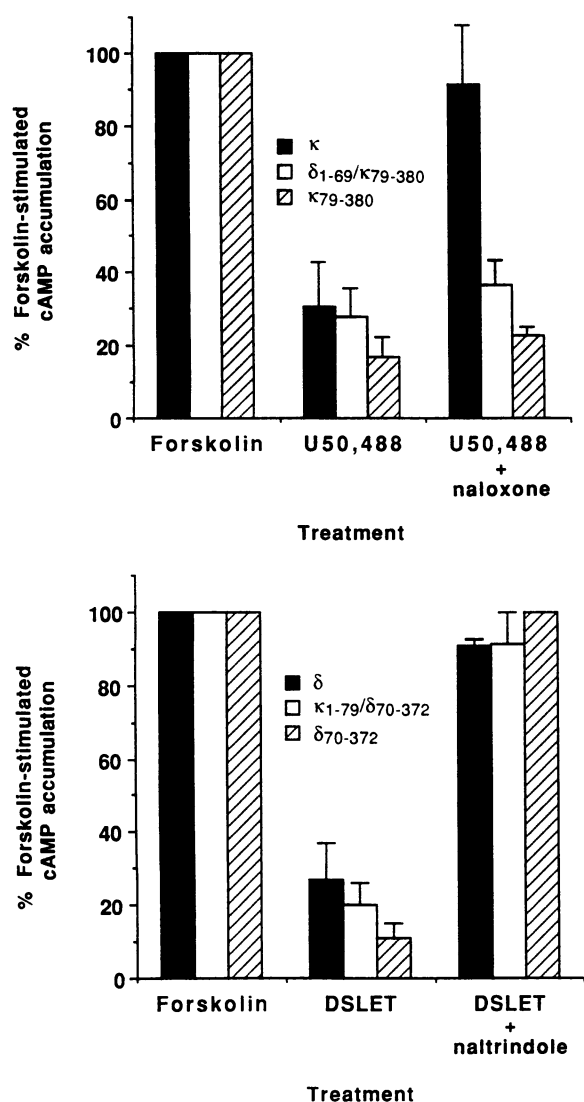 % Forskolin-stimulated
cAMP accumulation
100
80
60
40
20
0
κ
δ1-69/κ79-380
κ79-380
Forskolin
U50,488
U50,488
+
naloxone
Treatment
% Forskolin-stimulated
cAMP accumulation
100
80
60
40
20
0
δ
κ1-79/δ70-372
δ70-372
Forskolin
DSLET
DSLET
+
naltrindole
Treatment